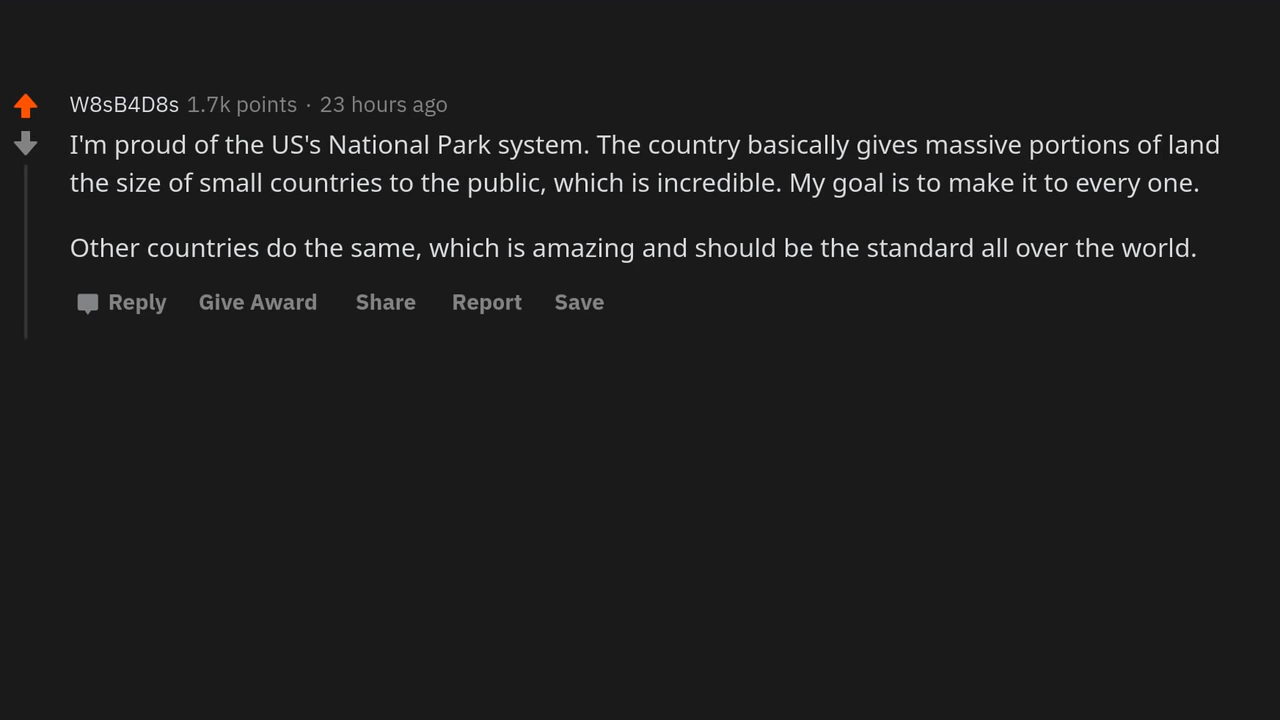 W8sB4D8s 1.7k points · 23 hours ago
I'm proud of the US's National Park system. The country basically gives massive portions of land
the size of small countries to the public, which is incredible. My goal is to make it to every one.
Other countries do the same, which is amazing and should be the standard all over the world.
Reply Give Award Share Report Save